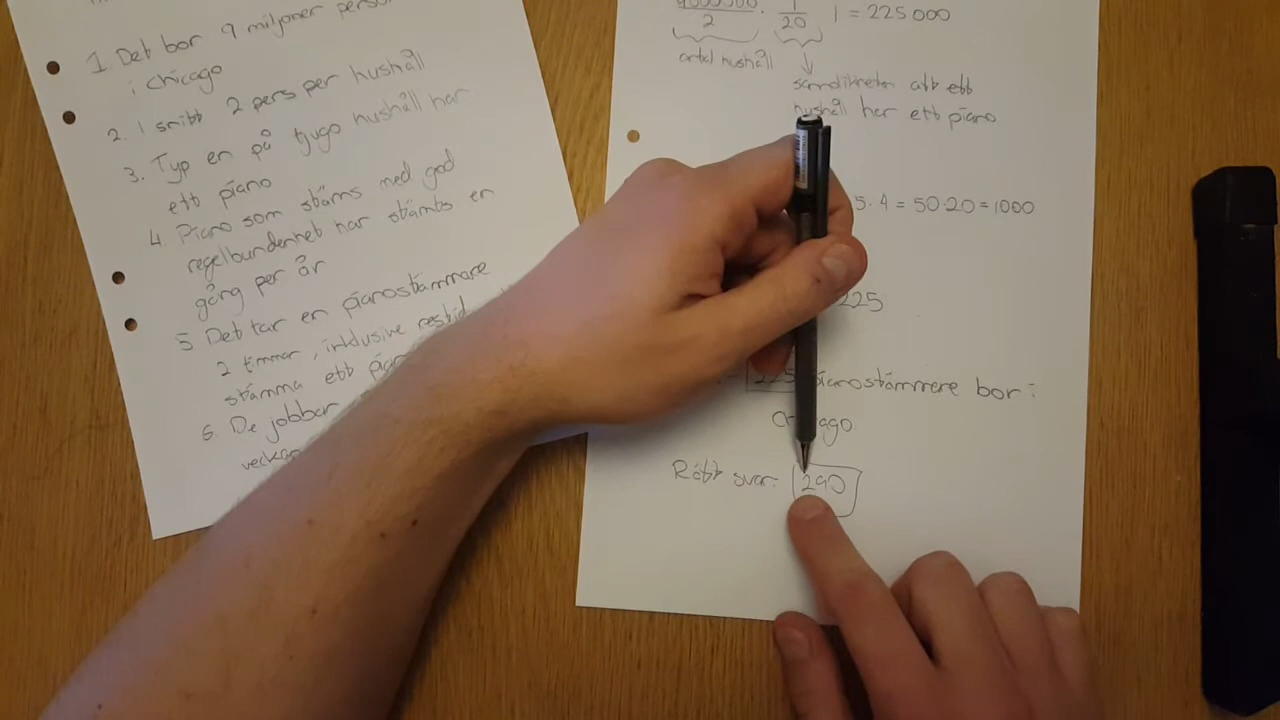 1. Det bor 9 miljoner
i Chicago
2. I snitt 2 pers per hushåll
3. Typ en på tjugo hushåll har
ett piano
4. Piano som stäms med god
regelbundenhet har stämts en
gång per år
5 Det tar en pianostämmare
2 timmar, inklusive restid
stämma ett
6. De jobbar
9000000/2 · 1/20 · 1 = 225 000
antal hushåll
sannolikheten att ett
hushåll har ett piano
5 · 4 = 50 · 20 = 1000
225
225 pianostämmare bor i
Chicago
Rätt svar: 290